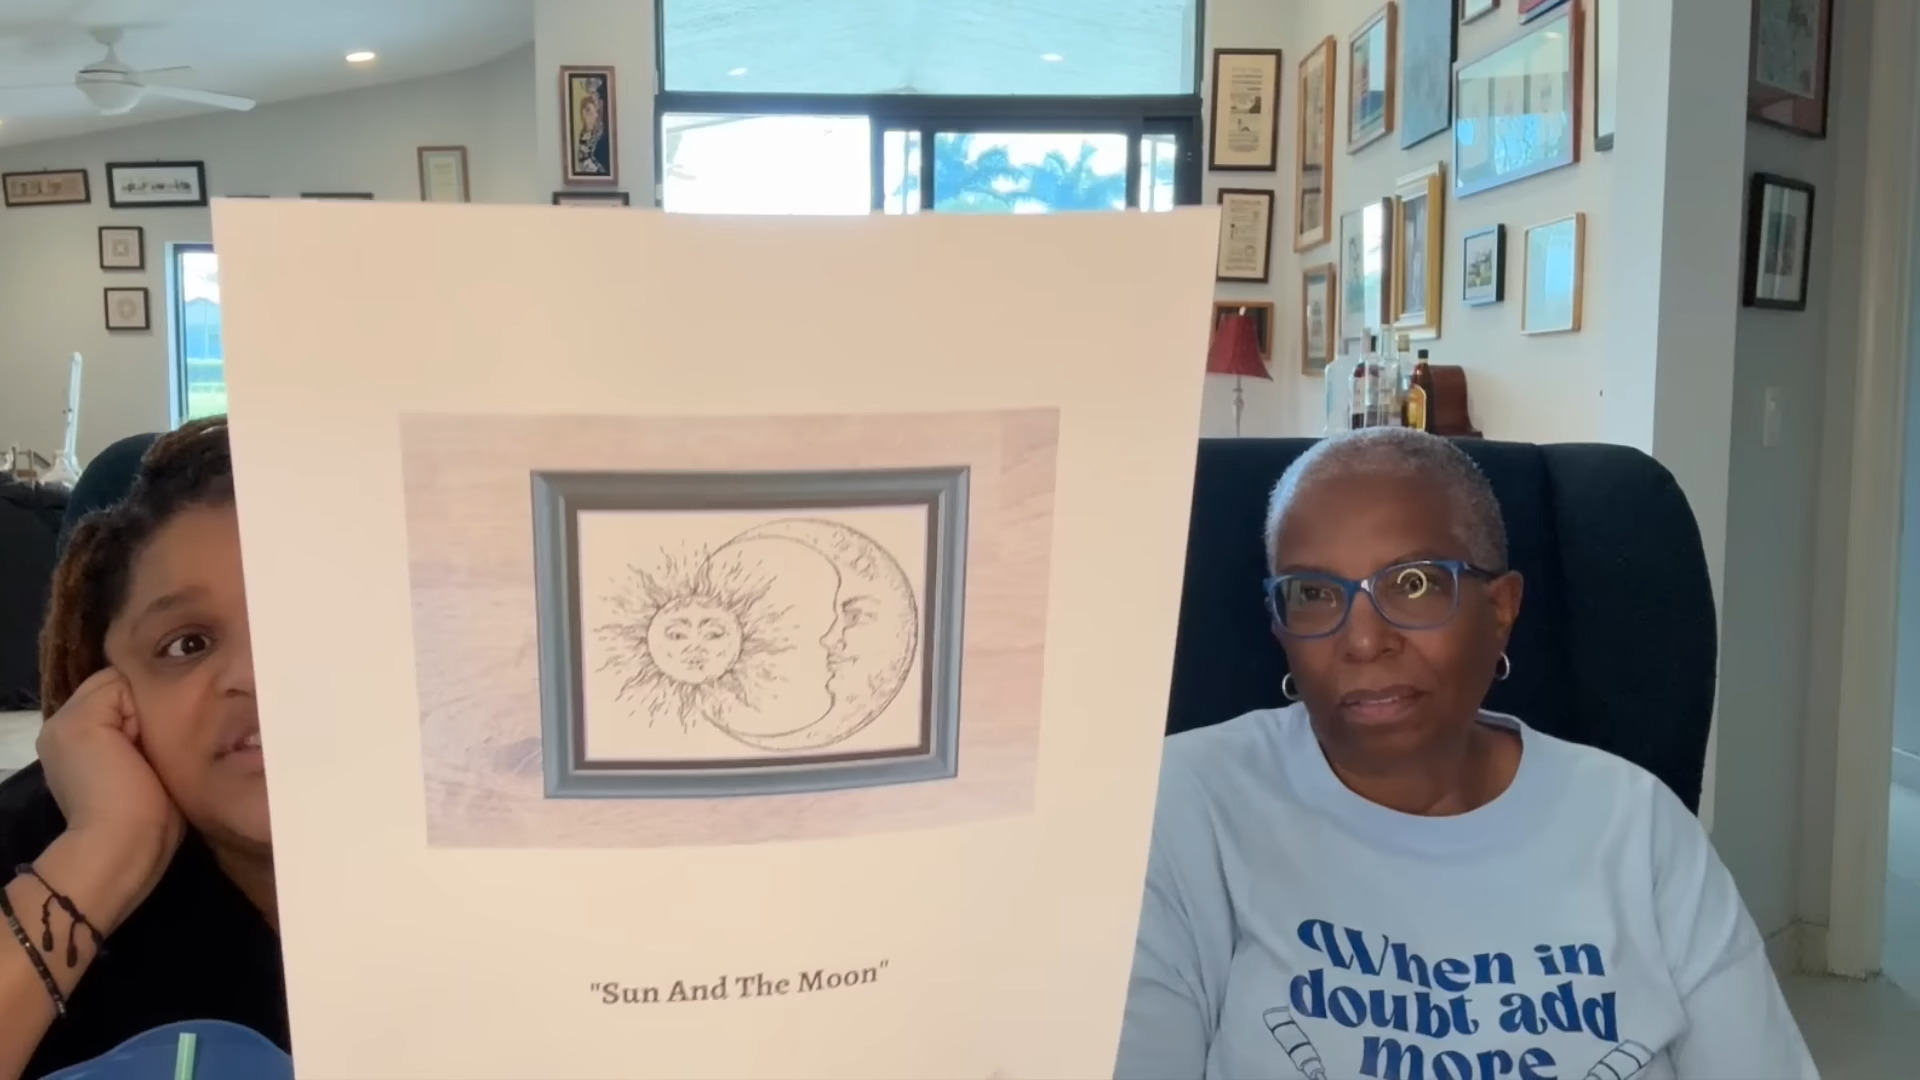 "Sun And The Moon"
When in
doubt add
more